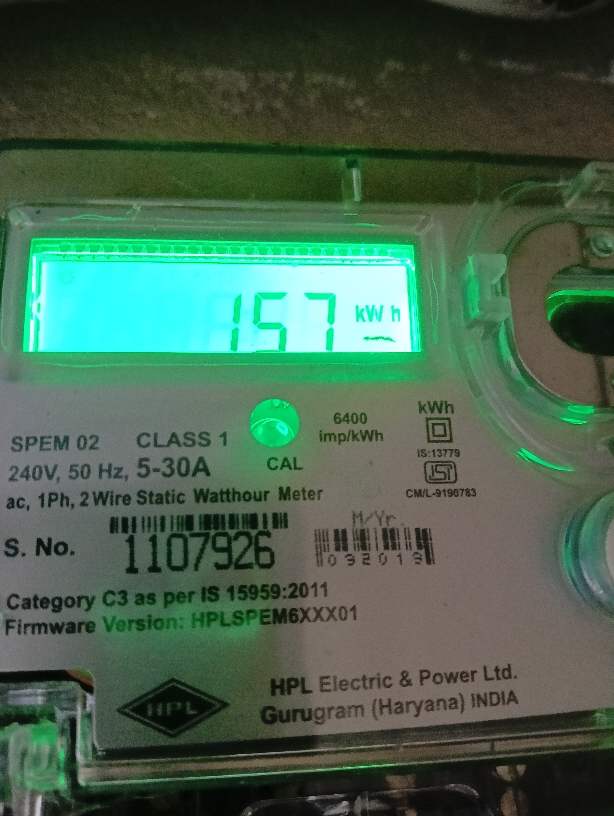 157 kWh
6400
imp/kWh
kWh
IS:13779
ISI
CM/L-9190783
SPEM 02 CLASS 1
240V, 50 Hz, 5-30A
CAL
ac, 1Ph, 2 Wire Static Watthour Meter
M/Yr.
S. No. 1107926
092019
Category C3 as per IS 15959:2011
Firmware Version: HPLSPEM6XXX01
HPL
HPL Electric & Power Ltd.
Gurugram (Haryana) INDIA